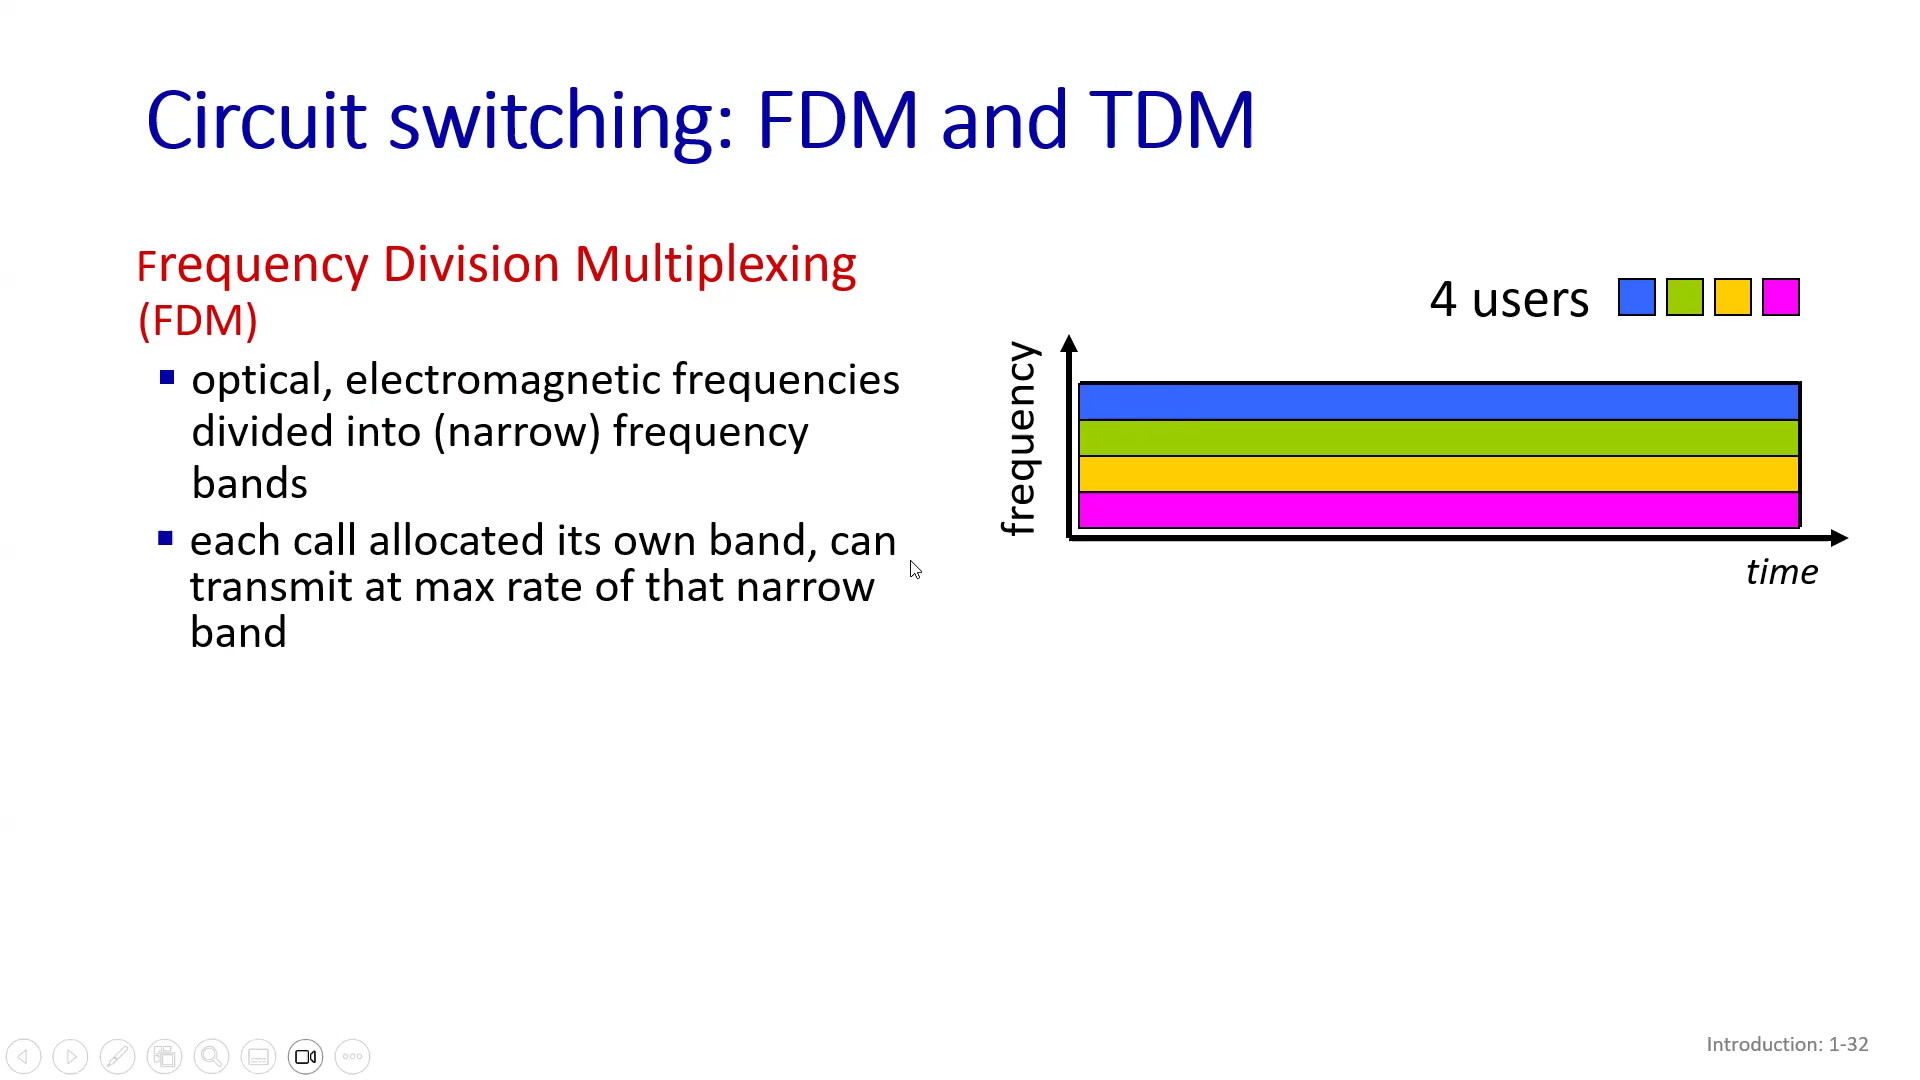 Circuit switching: FDM and TDM
Frequency Division Multiplexing
(FDM)
optical, electromagnetic frequencies
divided into (narrow) frequency
bands
each call allocated its own band, can
transmit at max rate of that narrow
band
4 users
frequency
time
Introduction: 1-32